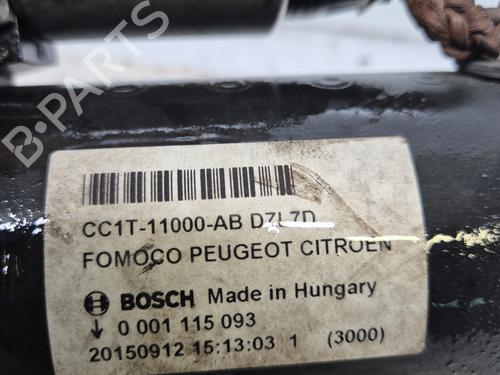 B-PARTS
CC1T-11000-AB D7L7D
FOMOCO PEUGEOT CITROEN
BOSCH Made in Hungary
↓ 0 001 115 093
20150912 15:13:03 1 (3000)